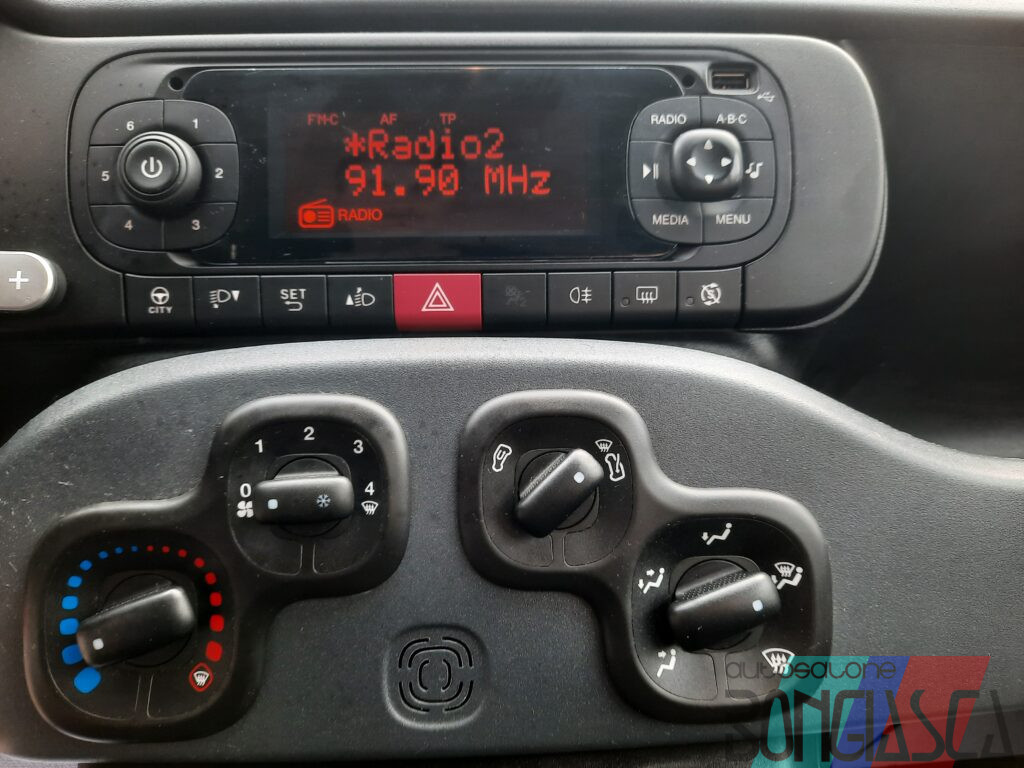 FM-C AF TP
*Radio2
91.90 MHz
RADIO
6 1
5 2
4 3
RADIO A·B·C
MEDIA MENU
+
CITY
SET
0 1 2 3 4
autosalone
BONGIASCA